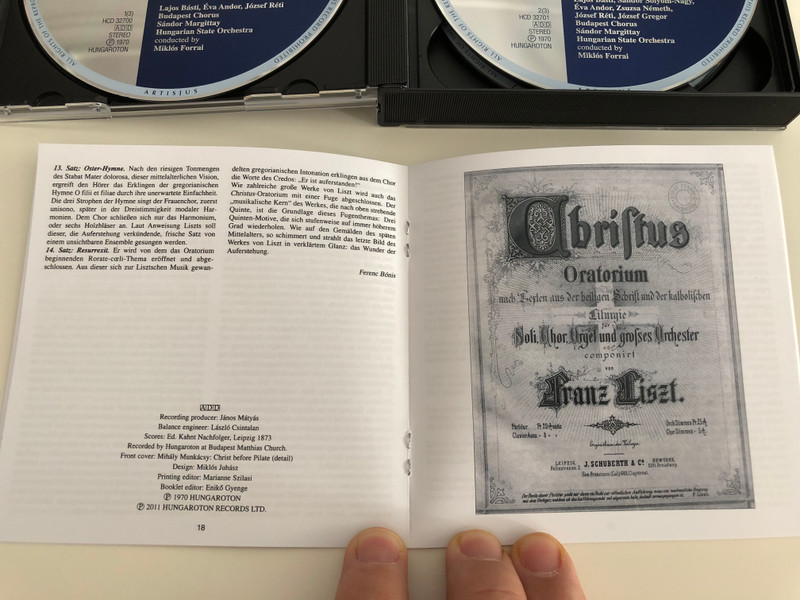 1(3)
HCD 32700
ADD
STEREO
Ⓟ 1970
HUNGAROTON
Lajos Básti, Éva Andor, József Réti
Budapest Chorus
Sándor Margittay
Hungarian State Orchestra
conducted by
Miklós Forrai
ARTISJUS
2(3)
HCD 32701
ADD
STEREO
Ⓟ 1970
HUNGAROTON
Lajos Básti, Sándor Sólyom-Nagy,
Éva Andor, Zsuzsa Németh,
József Réti, József Gregor
Budapest Chorus
Sándor Margittay
Hungarian State Orchestra
conducted by
Miklós Forrai
13. Satz: Oster-Hymne. Nach den riesigen Tonmengen
des Stabat Mater dolorosa, dieser mittelalterlichen Vision,
ergreift den Hörer das Erklingen der gregorianischen
Hymne O filii et filiae durch ihre unerwartete Einfachheit.
Die drei Strophen der Hymne singt der Frauenchor, zuerst
unisono, später in der Dreistimmigkeit modaler Har-
monien. Dem Chor schließen sich nur das Harmonium,
oder sechs Holzbläser an. Laut Anweisung Liszts soll
dieser, die Auferstehung verkündende, frische Satz von
einem unsichtbaren Ensemble gesungen werden.
14. Satz: Resurrexit. Er wird von dem das Oratorium
beginnenden Rorate-cœli-Thema eröffnet und abge-
schlossen. Aus dieser sich zur Lisztschen Musik gewan-
delten gregorianischen Intonation erklingen aus dem Chor
die Worte des Credos: „Er ist auferstanden!"
Wie zahlreiche große Werke von Liszt wird auch das
Christus-Oratorium mit einer Fuge abgeschlossen. Der
„musikalische Kern" des Werkes, die nach oben strebende
Quinte, ist die Grundlage dieses Fugenthemas: Drei
Quinten-Motive, die sich stufenweise auf immer höherem
Grad wiederholen. Wie auf den Gemälden des späten
Mittelalters, so schimmert und strahlt das letzte Bild des
Werkes von Liszt in verklärtem Glanz: das Wunder der
Auferstehung.
Ferenc Bónis
ADD
Recording producer: János Mátyás
Balance engineer: László Csintalan
Scores: Ed. Kahnt Nachfolger, Leipzig 1873
Recorded by Hungaroton at Budapest Matthias Church.
Front cover: Mihály Munkácsy: Christ before Pilate (detail)
Design: Miklós Juhász
Printing editor: Marianne Szilasi
Booklet editor: Enikő Gyenge
Ⓟ 1970 HUNGAROTON
Ⓟ 2011 HUNGAROTON RECORDS LTD.
18
Christus
Oratorium
nach Texten aus der heiligen Schrift und der katholischen
Liturgie
für
Soli, Chor, Orgel und grosses Orchester
componirt
von
Franz Liszt.
LEIPZIG, J. SCHUBERTH & Co. NEWYORK,